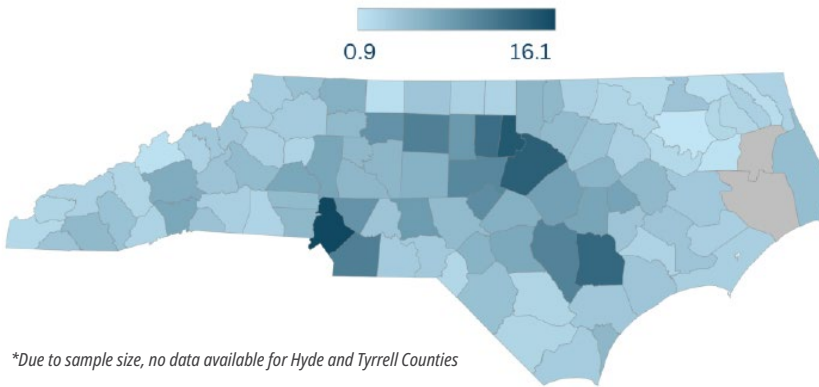 0.9 16.1
*Due to sample size, no data available for Hyde and Tyrrell Counties